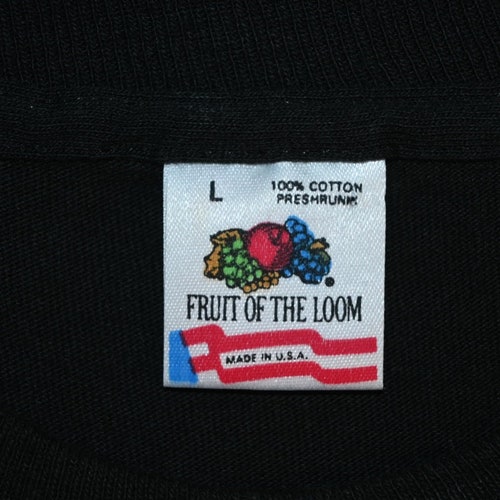 L
100% COTTON
PRESHRUNK
FRUIT OF THE LOOM
MADE IN U.S.A.